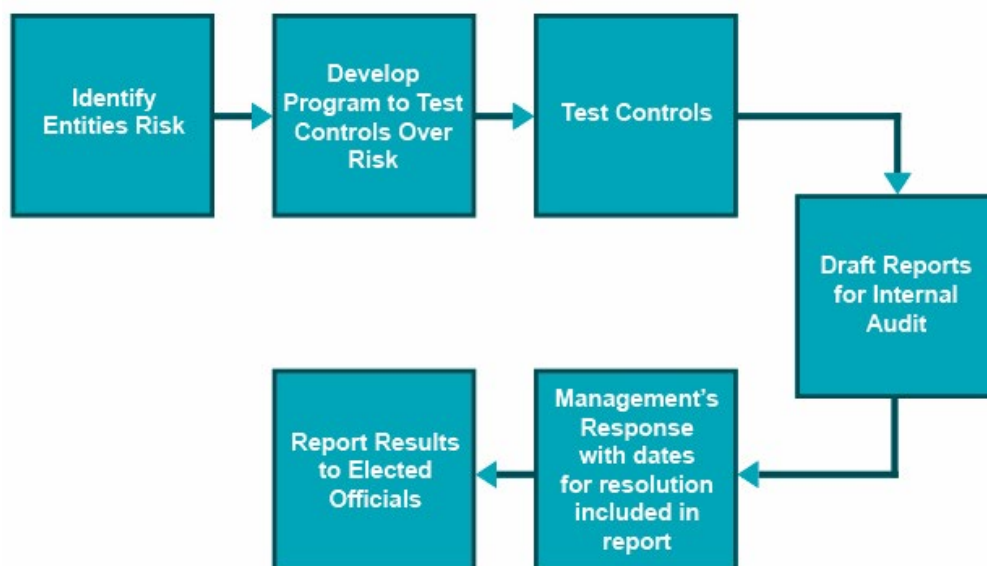 Identify
Entities Risk
Develop
Program to Test
Controls Over
Risk
Test Controls
Draft Reports
for Internal
Audit
Management's
Response
with dates
for resolution
included in
report
Report Results
to Elected
Officials